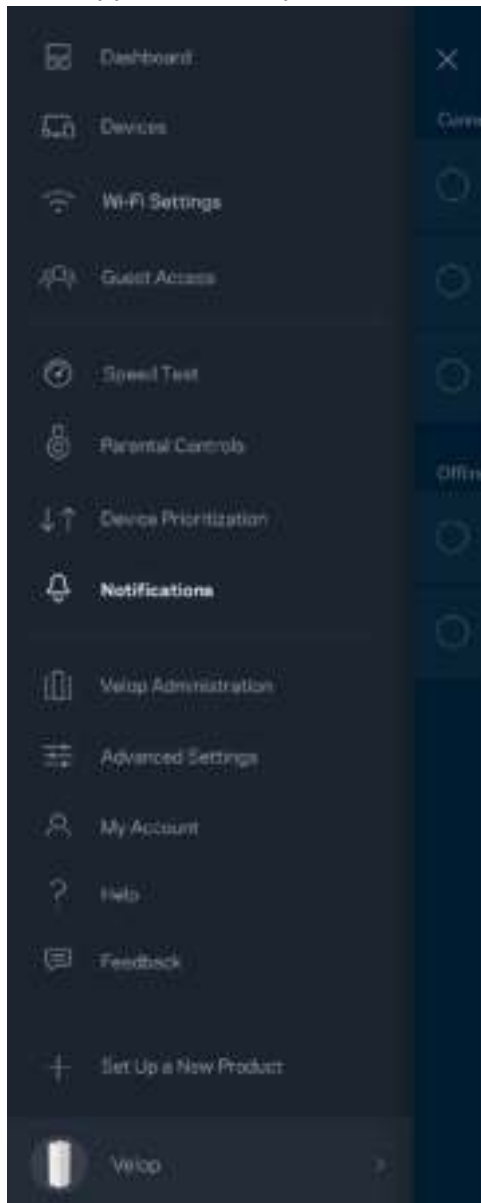 Dashboard
Devices
Wi-Fi Settings
Guest Access
Speed Test
Parental Controls
Device Prioritization
Notifications
Velop Administration
Advanced Settings
My Account
Help
Feedback
Set Up a New Product
Velop